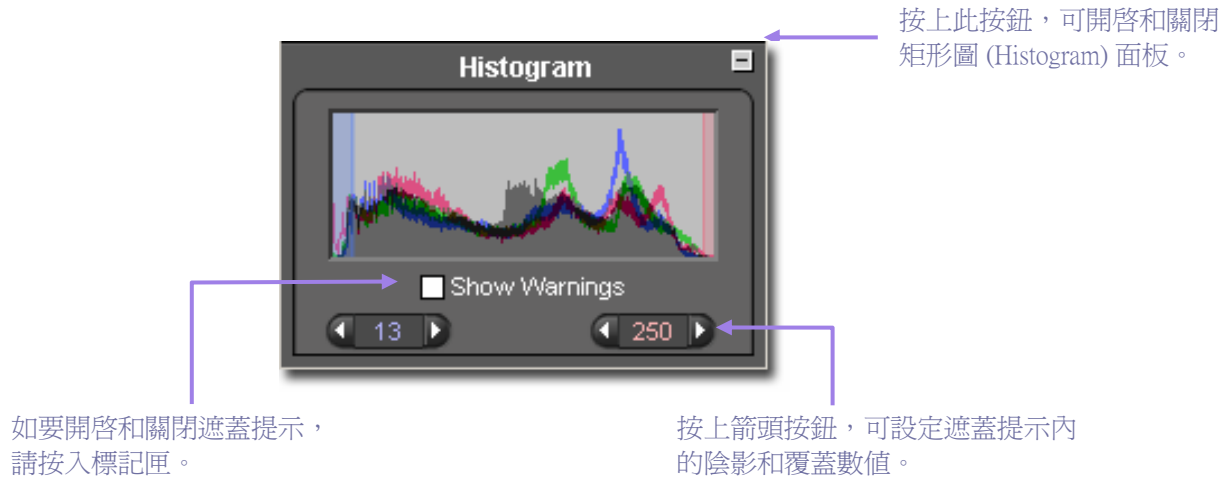 按上此按鈕，可開啓和關閉
矩形圖 (Histogram) 面板。
Histogram
Show Warnings
13 250
如要開啓和關閉遮蓋提示，
請按入標記匣。
按上箭頭按鈕，可設定遮蓋提示內
的陰影和覆蓋數值。